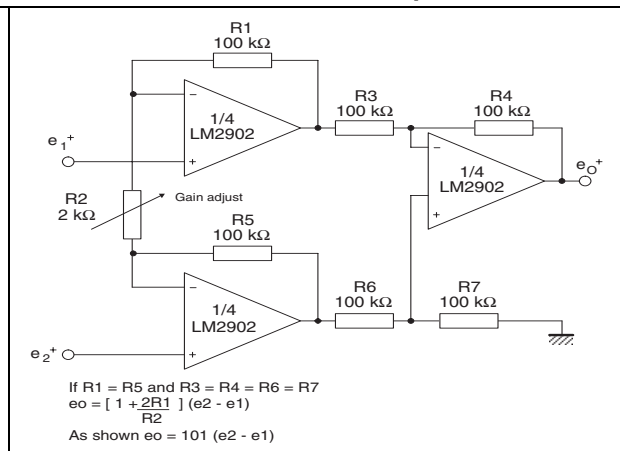 R1
100 kΩ
R3
100 kΩ
R4
100 kΩ
−
1/4
LM2902
+
e1+
−
1/4
LM2902
+
eO+
R2
2 kΩ
Gain adjust
R5
100 kΩ
−
1/4
LM2902
+
R6
100 kΩ
R7
100 kΩ
e2+
If R1 = R5 and R3 = R4 = R6 = R7
eo = [ 1 + 2R1 ] (e2 - e1)
R2
As shown eo = 101 (e2 - e1)